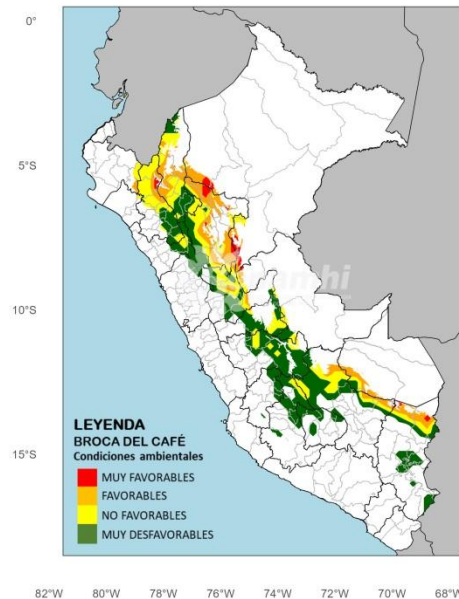 0°
5°S
10°S
15°S
LEYENDA
BROCA DEL CAFÉ
Condiciones ambientales
MUY FAVORABLES
FAVORABLES
NO FAVORABLES
MUY DESFAVORABLES
82°W 80°W 78°W 76°W 74°W 72°W 70°W 68°W